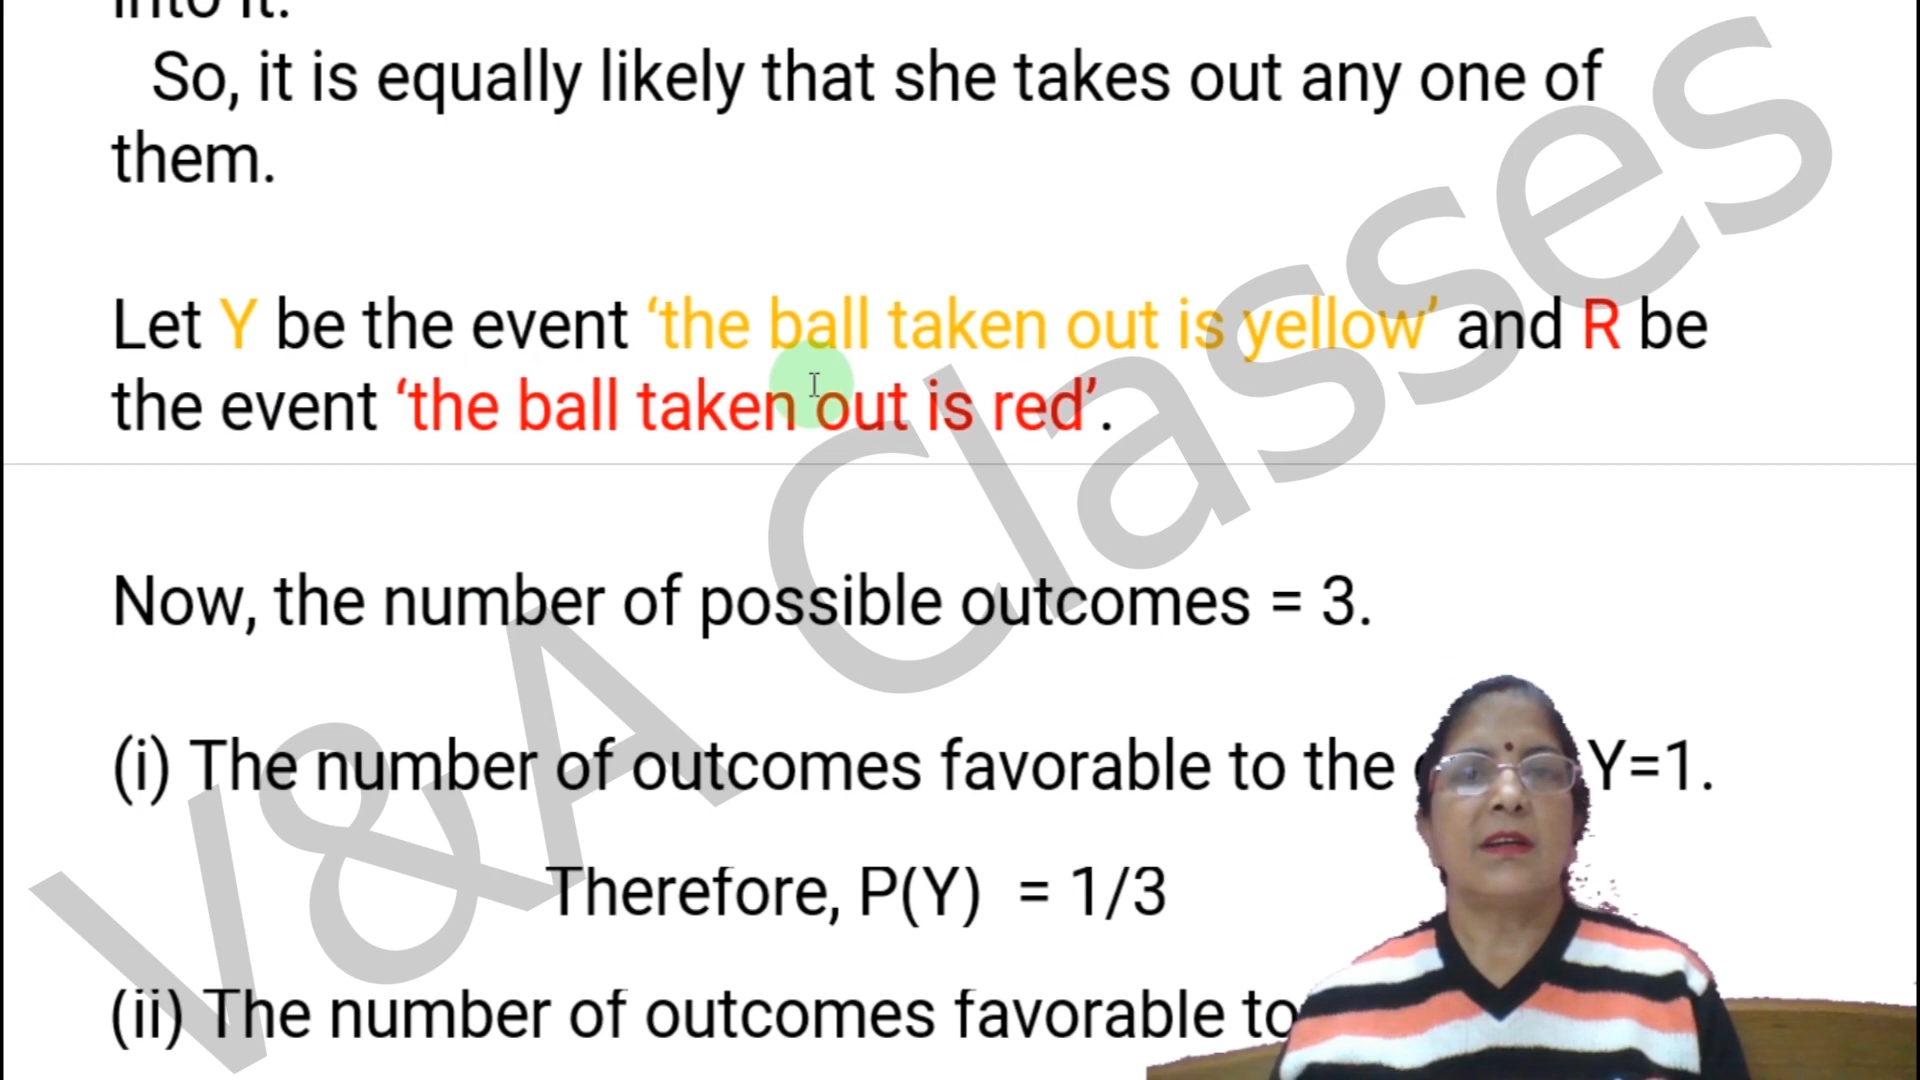 into it.
So, it is equally likely that she takes out any one of
them.
Let Y be the event ‘the ball taken out is yellow’ and R be
the event ‘the ball taken out is red’.
Now, the number of possible outcomes = 3.
(i) The number of outcomes favorable to the Y=1.
Therefore, P(Y) = 1/3
(ii) The number of outcomes favorable to
V&A Classes